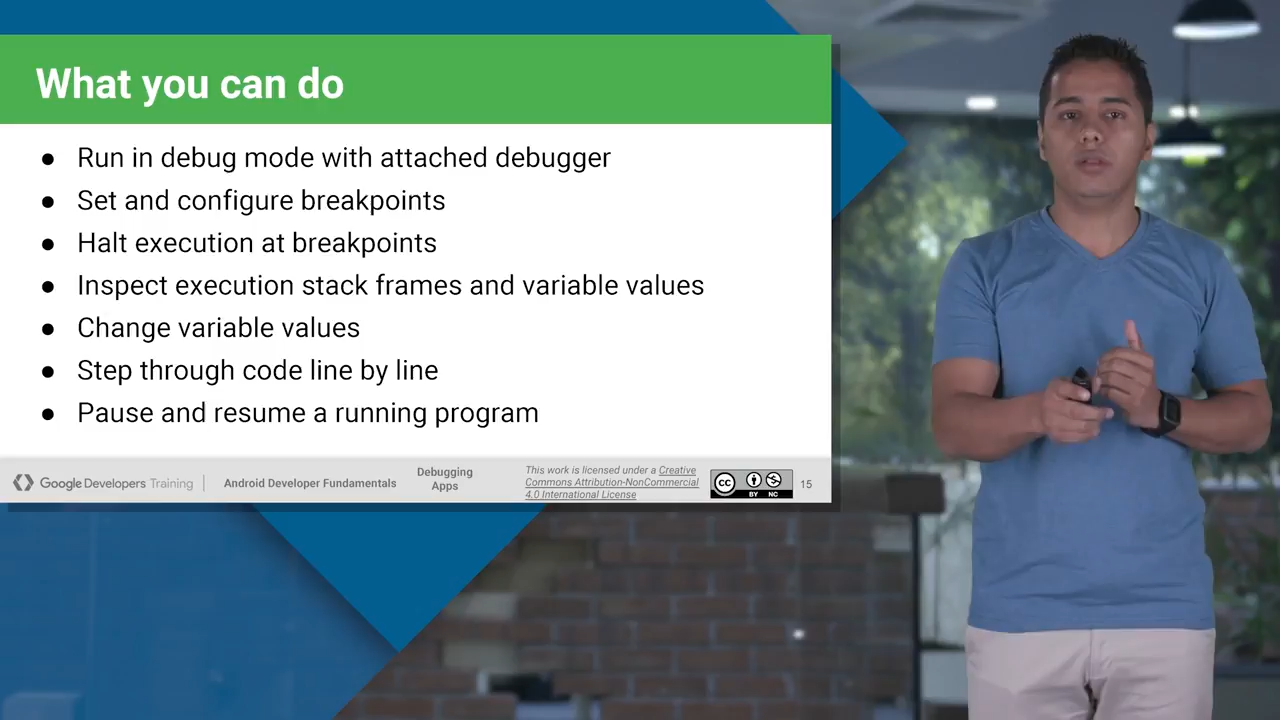 What you can do
● Run in debug mode with attached debugger
● Set and configure breakpoints
● Halt execution at breakpoints
● Inspect execution stack frames and variable values
● Change variable values
● Step through code line by line
● Pause and resume a running program
Google Developers Training
Android Developer Fundamentals
Debugging
Apps
This work is licensed under a Creative
Commons Attribution-NonCommercial
4.0 International License
cc
BY NC
15